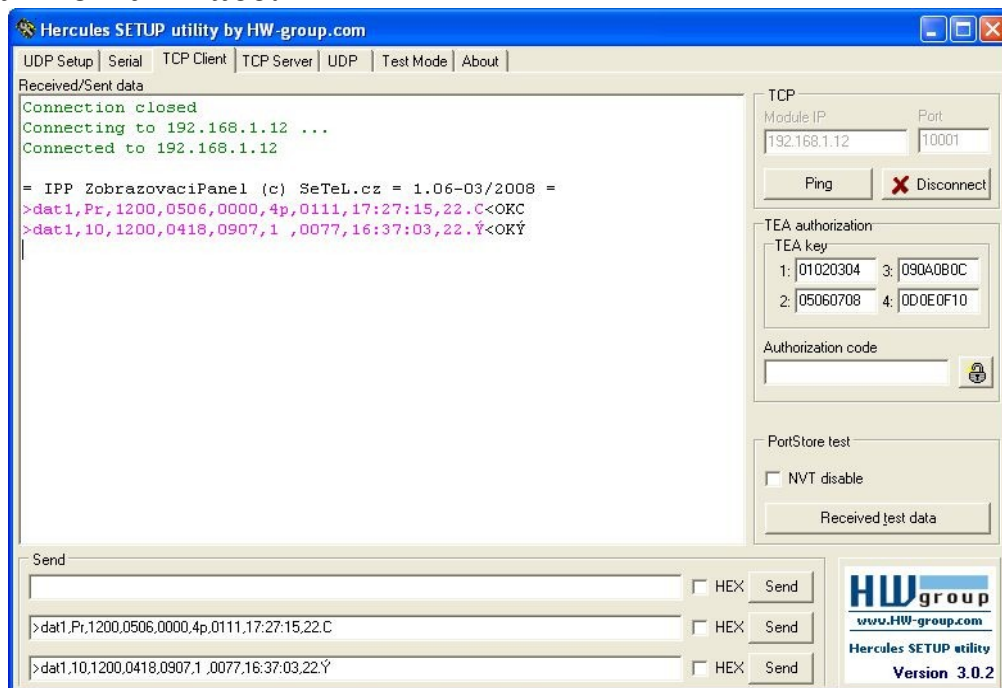 Hercules SETUP utility by HW-group.com
UDP Setup Serial TCP Client TCP Server UDP Test Mode About
Received/Sent data
Connection closed
Connecting to 192.168.1.12 ...
Connected to 192.168.1.12
= IPP ZobrazovaciPanel (c) SeTeL.cz = 1.06-03/2008 =
>dat1,Pr,1200,0506,0000,4p,0111,17:27:15,22.C<OKC
>dat1,10,1200,0418,0907,1 ,0077,16:37:03,22.Ý<OKÝ
TCP
Module IP Port
192.168.1.12 10001
Ping Disconnect
TEA authorization
TEA key
1: 01020304 3: 090A0B0C
2: 05060708 4: 0D0E0F10
Authorization code
PortStore test
NVT disable
Received test data
Send
HEX Send
>dat1,Pr,1200,0506,0000,4p,0111,17:27:15,22.C HEX Send
>dat1,10,1200,0418,0907,1 ,0077,16:37:03,22.Ý HEX Send
HW group
www.HW-group.com
Hercules SETUP utility
Version 3.0.2